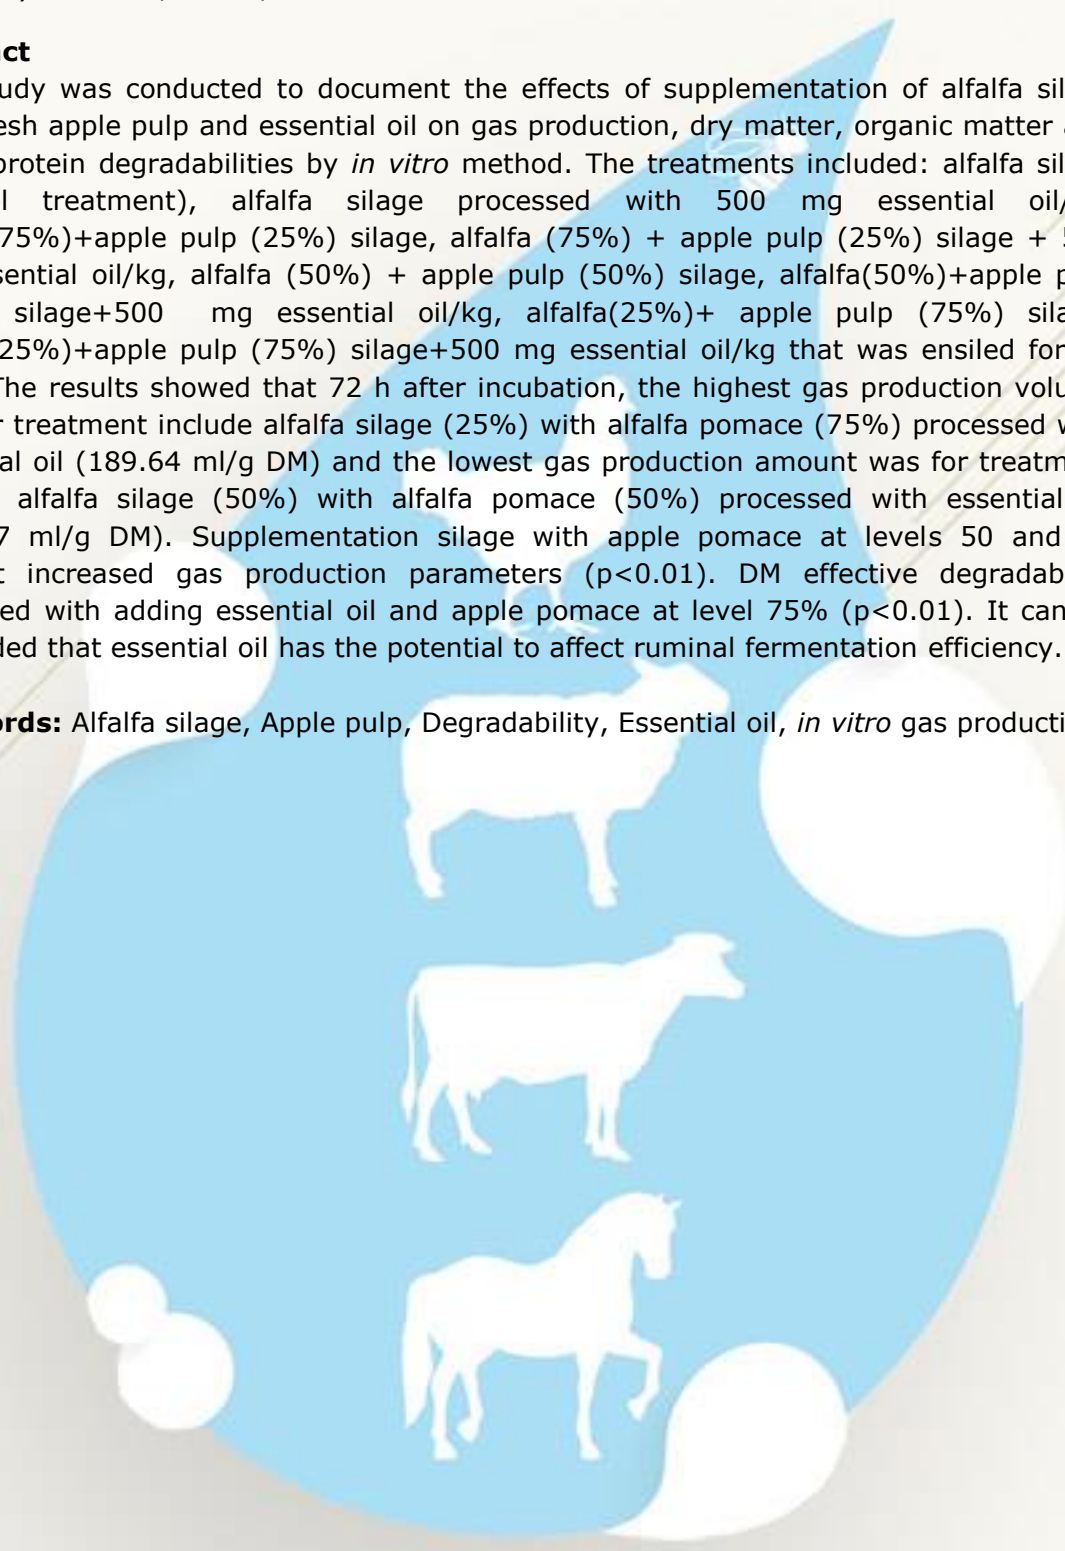 ct
udy was conducted to document the effects of supplementation of alfalfa sil
esh apple pulp and essential oil on gas production, dry matter, organic matter
protein degradabilities by in vitro method. The treatments included: alfalfa sil
l treatment), alfalfa silage processed with 500 mg essential oil/
75%)+apple pulp (25%) silage, alfalfa (75%) + apple pulp (25%) silage +
sential oil/kg, alfalfa (50%) + apple pulp (50%) silage, alfalfa(50%)+apple p
silage+500 mg essential oil/kg, alfalfa(25%)+ apple pulp (75%) sila
25%)+apple pulp (75%) silage+500 mg essential oil/kg that was ensiled for
The results showed that 72 h after incubation, the highest gas production volu
r treatment include alfalfa silage (25%) with alfalfa pomace (75%) processed w
al oil (189.64 ml/g DM) and the lowest gas production amount was for treatm
alfalfa silage (50%) with alfalfa pomace (50%) processed with essential
7 ml/g DM). Supplementation silage with apple pomace at levels 50 and
t increased gas production parameters (p<0.01). DM effective degradab
ed with adding essential oil and apple pomace at level 75% (p<0.01). It can
ded that essential oil has the potential to affect ruminal fermentation efficiency.
ords: Alfalfa silage, Apple pulp, Degradability, Essential oil, in vitro gas producti